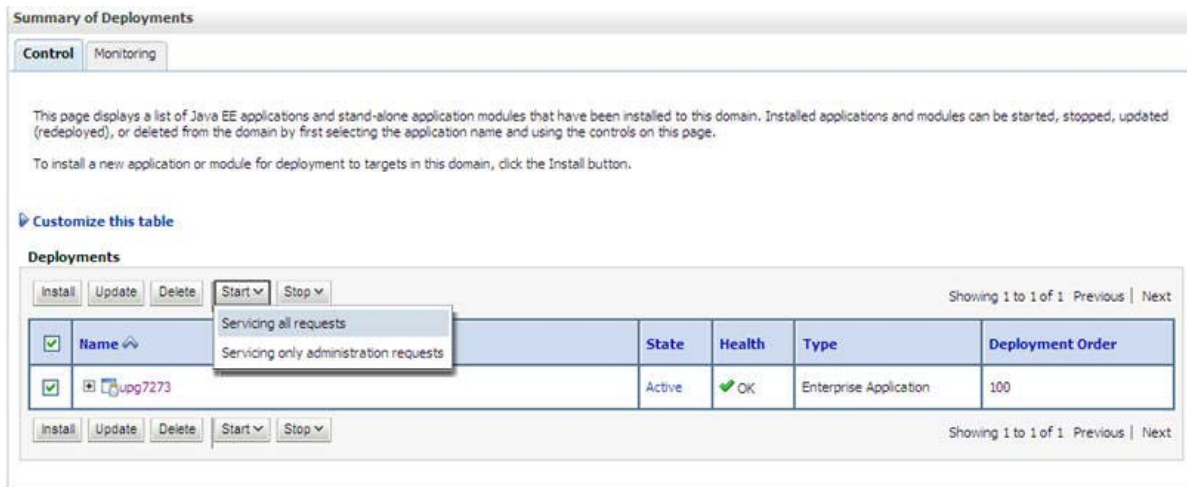 Summary of Deployments
Control Monitoring
This page displays a list of Java EE applications and stand-alone application modules that have been installed to this domain. Installed applications and modules can be started, stopped, updated
(redeployed), or deleted from the domain by first selecting the application name and using the controls on this page.
To install a new application or module for deployment to targets in this domain, click the Install button.
Customize this table
Deployments
Install Update Delete Start Stop Showing 1 to 1 of 1 Previous | Next
Servicing all requests
Servicing only administration requests
Name State Health Type Deployment Order
upg7273 Active OK Enterprise Application 100
Install Update Delete Start Stop Showing 1 to 1 of 1 Previous | Next